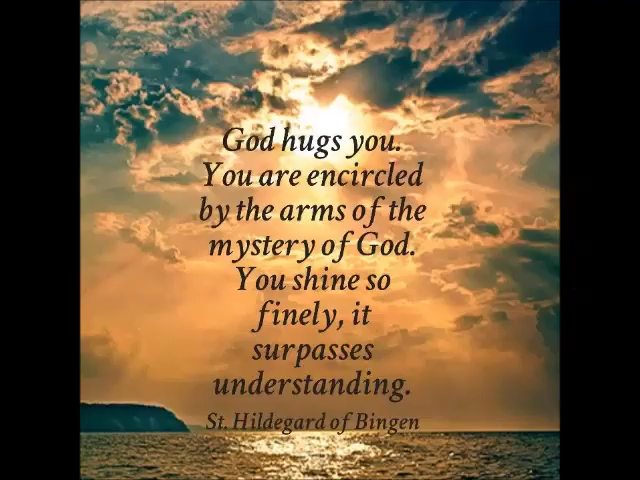 God hugs you.
You are encircled
by the arms of the
mystery of God.
You shine so
finely, it
surpasses
understanding.
St. Hildegard of Bingen